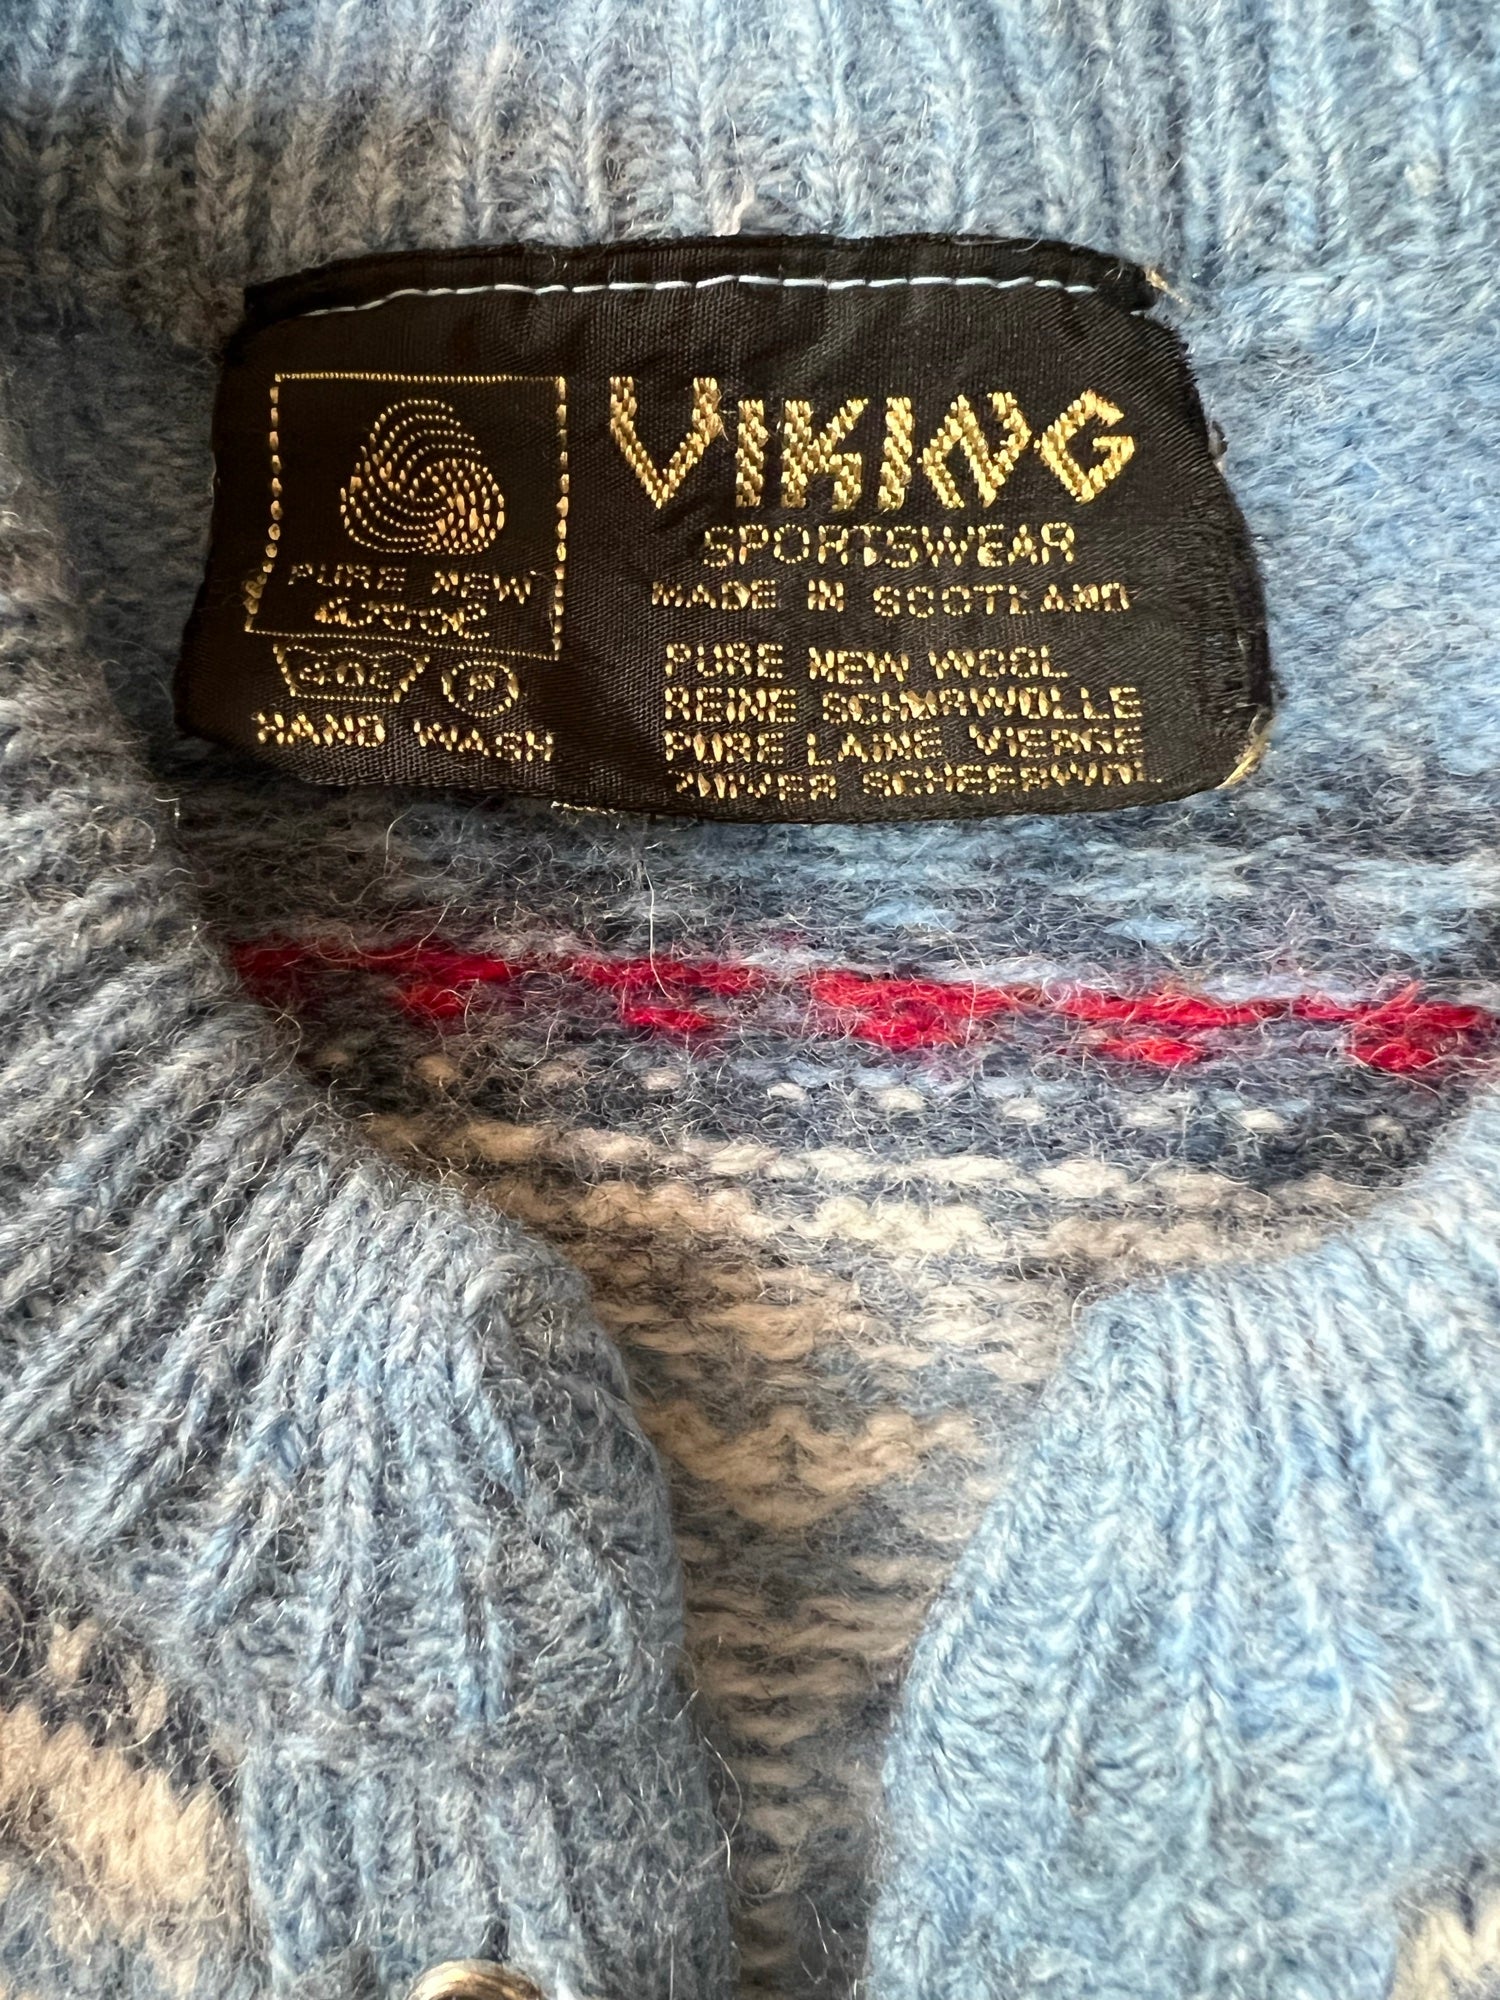 VIKING
SPORTSWEAR
MADE IN SCOTLAND
PURE NEW
WOOL
40°
P
HAND WASH
PURE NEW WOOL
REINE SCHURWOLLE
PURE LAINE VIERGE
ZUIVER SCHEERWOL